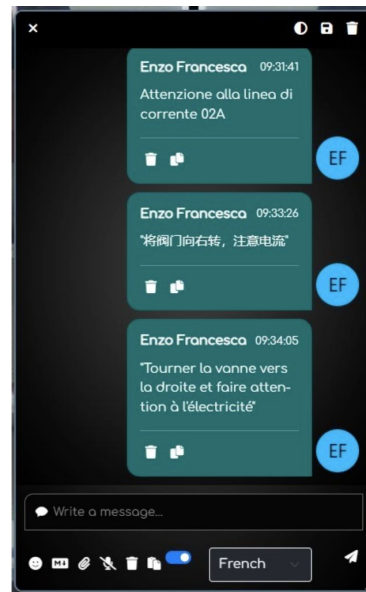 Enzo Francesca 09:31:41
Attenzione alla linea di
corrente 02A
EF
Enzo Francesca 09:33:26
"将阀门向右转，注意电流"
EF
Enzo Francesca 09:34:05
"Tourner la vanne vers
la droite et faire atten-
tion à l'électricité"
EF
Write a message...
M
French